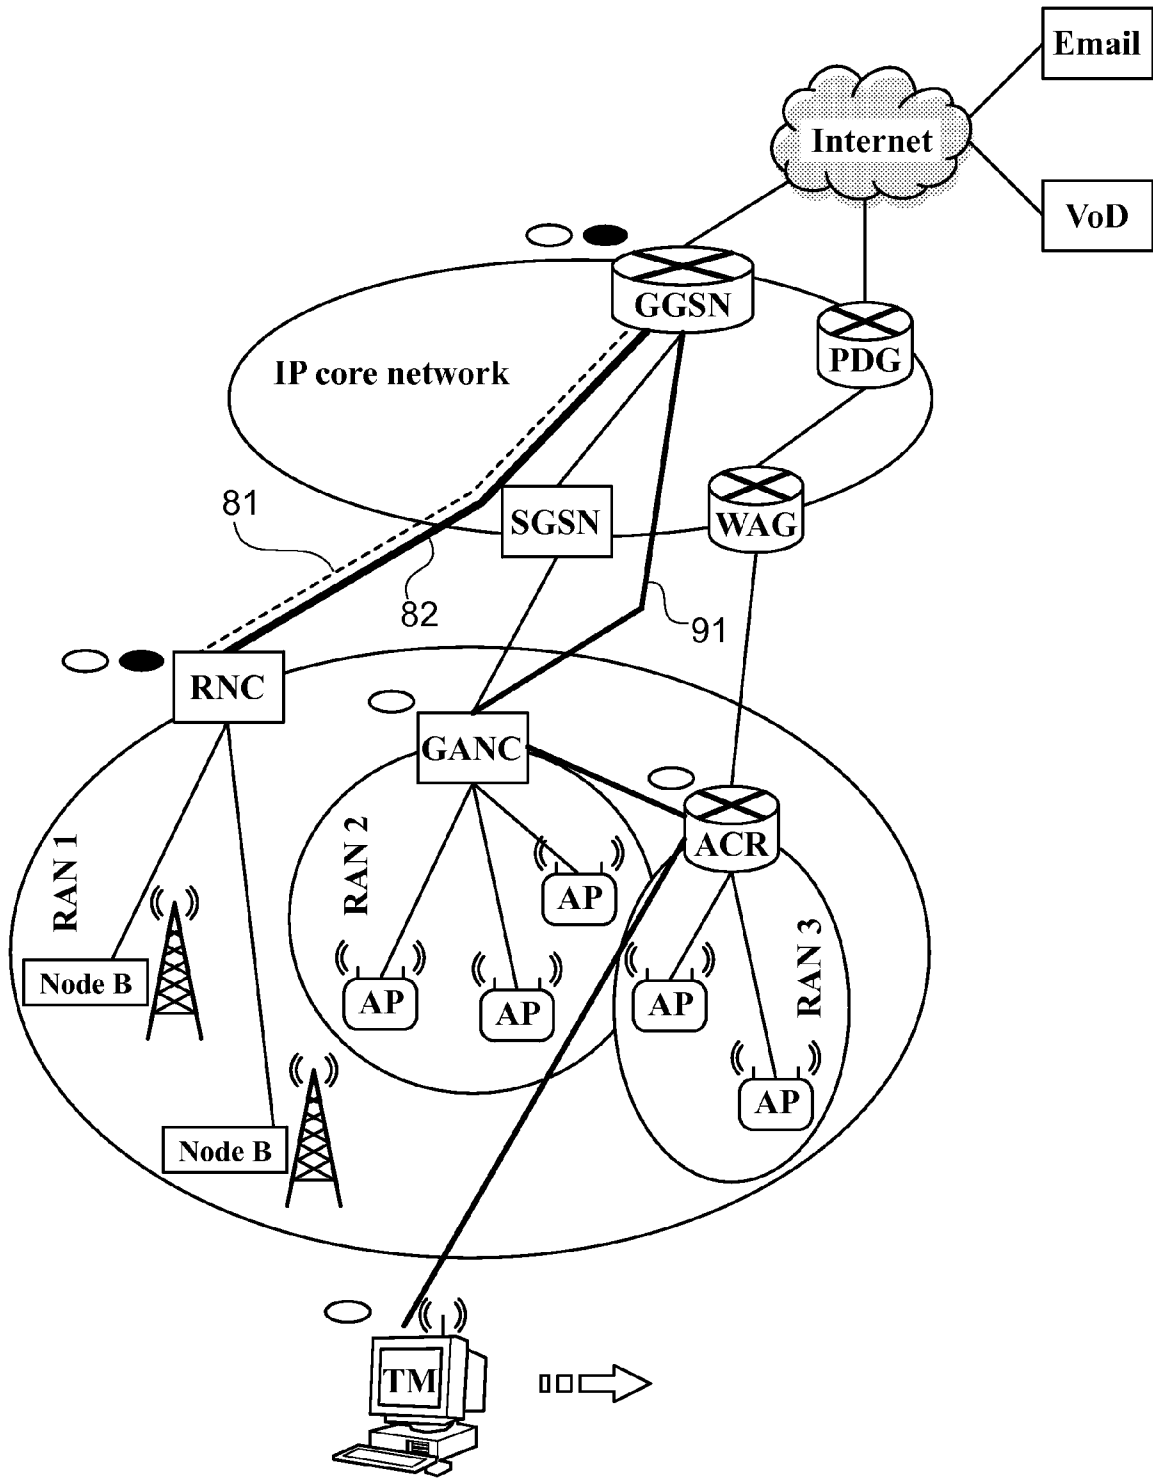 Email
Internet
VoD
GGSN
PDG
IP core network
81
SGSN
WAG
82
91
RNC
GANC
ACR
RAN 1
RAN 2
AP
RAN 3
Node B
AP
AP
AP
AP
Node B
TM